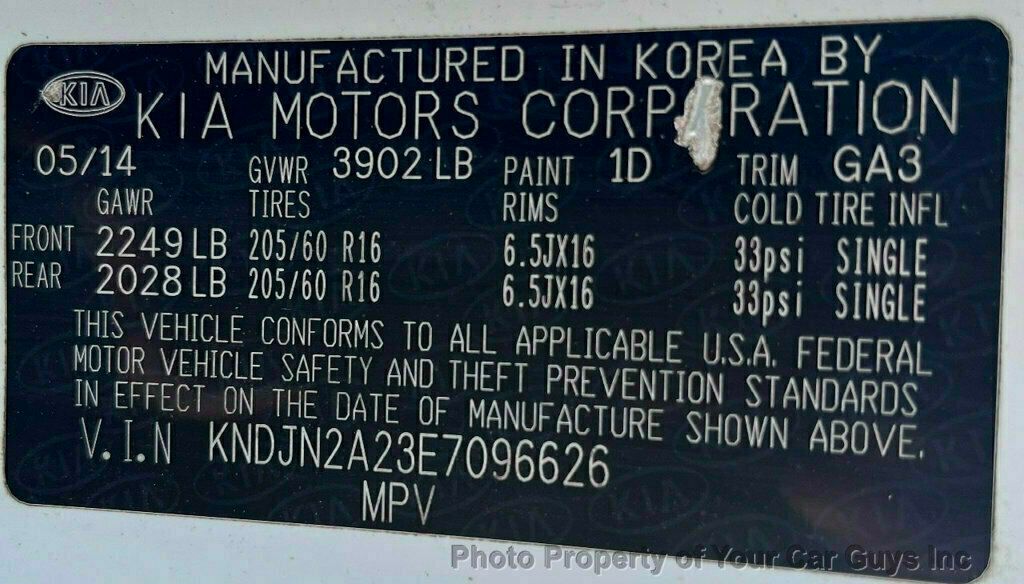 MANUFACTURED IN KOREA BY
KIA KIA MOTORS CORPORATION
05/14 GVWR 3902 LB PAINT 1D TRIM GA3
GAWR TIRES RIMS COLD TIRE INFL
FRONT 2249 LB 205/60 R16 6.5JX16 33psi SINGLE
REAR 2028 LB 205/60 R16 6.5JX16 33psi SINGLE
THIS VEHICLE CONFORMS TO ALL APPLICABLE U.S.A. FEDERAL
MOTOR VEHICLE SAFETY AND THEFT PREVENTION STANDARDS
IN EFFECT ON THE DATE OF MANUFACTURE SHOWN ABOVE.
V.I.N KNDJN2A23E7096626
MPV
Photo Property of Your Car Guys Inc